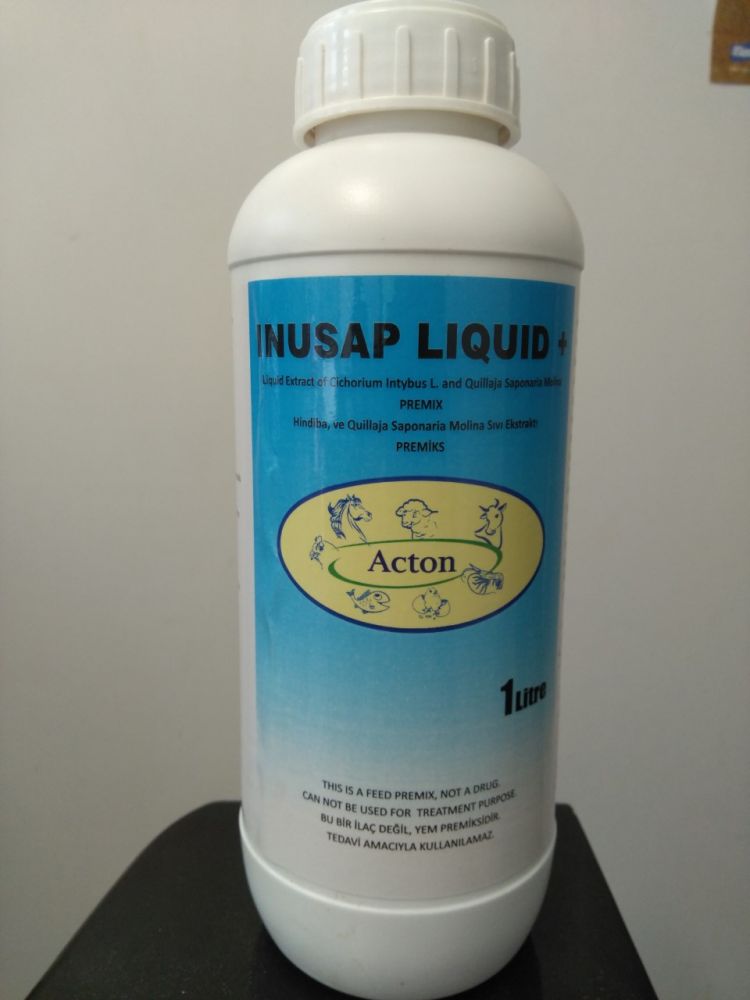 INUSAP LIQUID +
Liquid Extract of Cichorium Intybus L. and Quillaja Saponaria Molina
PREMIX
Hindiba, ve Quillaja Saponaria Molina Sıvı Ekstraktı
PREMİKS
Acton
1 Litre
THIS IS A FEED PREMIX, NOT A DRUG.
CAN NOT BE USED FOR TREATMENT PURPOSE.
BU BİR İLAÇ DEĞİL, YEM PREMİKSİDİR.
TEDAVİ AMACIYLA KULLANILAMAZ.